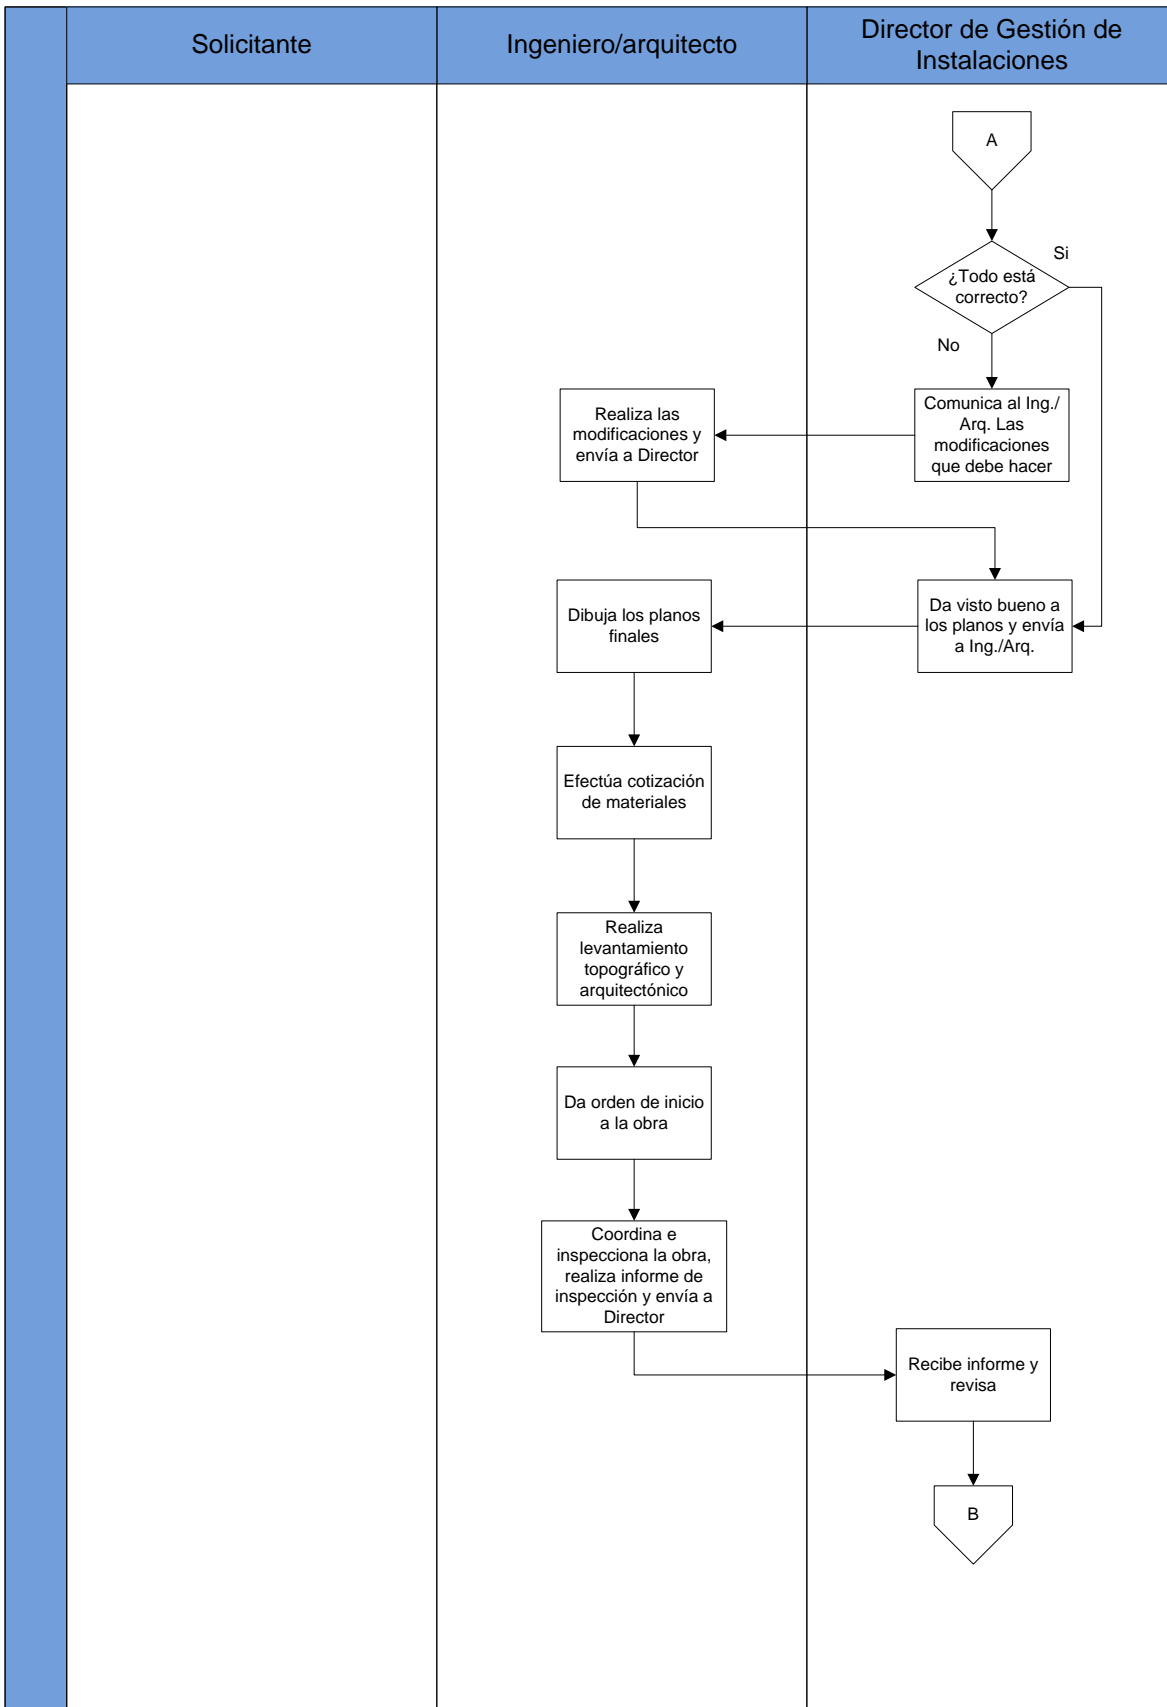 Solicitante
Ingeniero/arquitecto
Director de Gestión de
Instalaciones
A
¿Todo está
correcto?
Si
No
Comunica al Ing./
Arq. Las
modificaciones
que debe hacer
Realiza las
modificaciones y
envía a Director
Da visto bueno a
los planos y envía
a Ing./Arq.
Dibuja los planos
finales
Efectúa cotización
de materiales
Realiza
levantamiento
topográfico y
arquitectónico
Da orden de inicio
a la obra
Coordina e
inspecciona la obra,
realiza informe de
inspección y envía a
Director
Recibe informe y
revisa
B